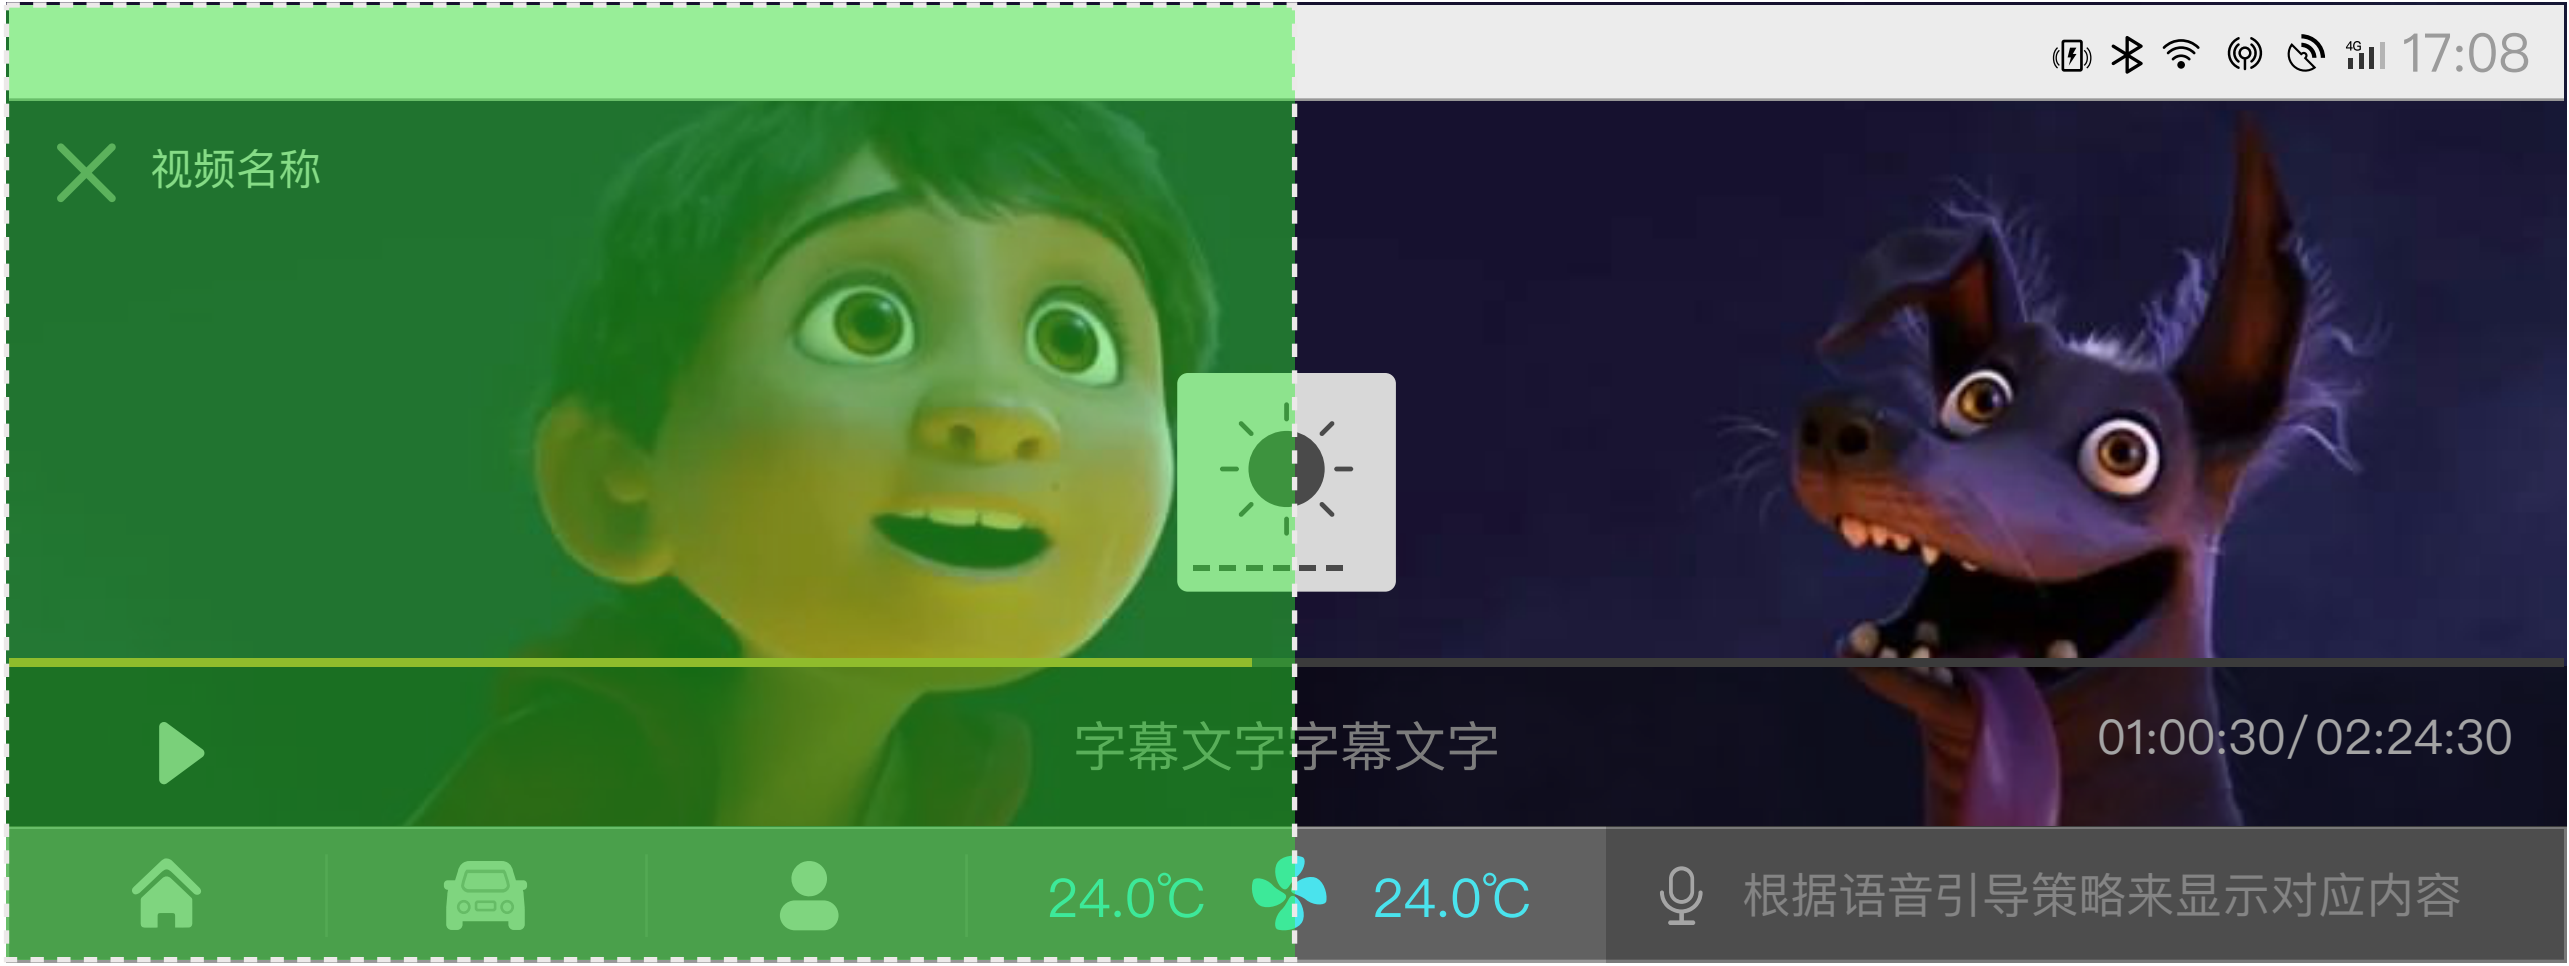 4G 17:08
视频名称
字幕文字字幕文字
01:00:30/02:24:30
24.0℃ 24.0℃ 根据语音引导策略来显示对应内容